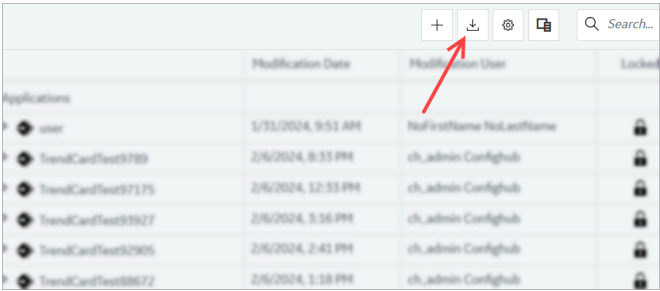 Search...
Modification Date Modification User Locked
Applications
user 1/31/2024, 9:51 AM NoFirstName NoLastName
TrendCardTest9789 2/6/2024, 8:33 PM ch_admin Confighub
TrendCardTest97175 2/6/2024, 12:33 PM ch_admin Confighub
TrendCardTest93927 2/6/2024, 3:16 PM ch_admin Confighub
TrendCardTest92905 2/6/2024, 2:41 PM ch_admin Confighub
TrendCardTest88672 2/6/2024, 1:18 PM ch_admin Confighub